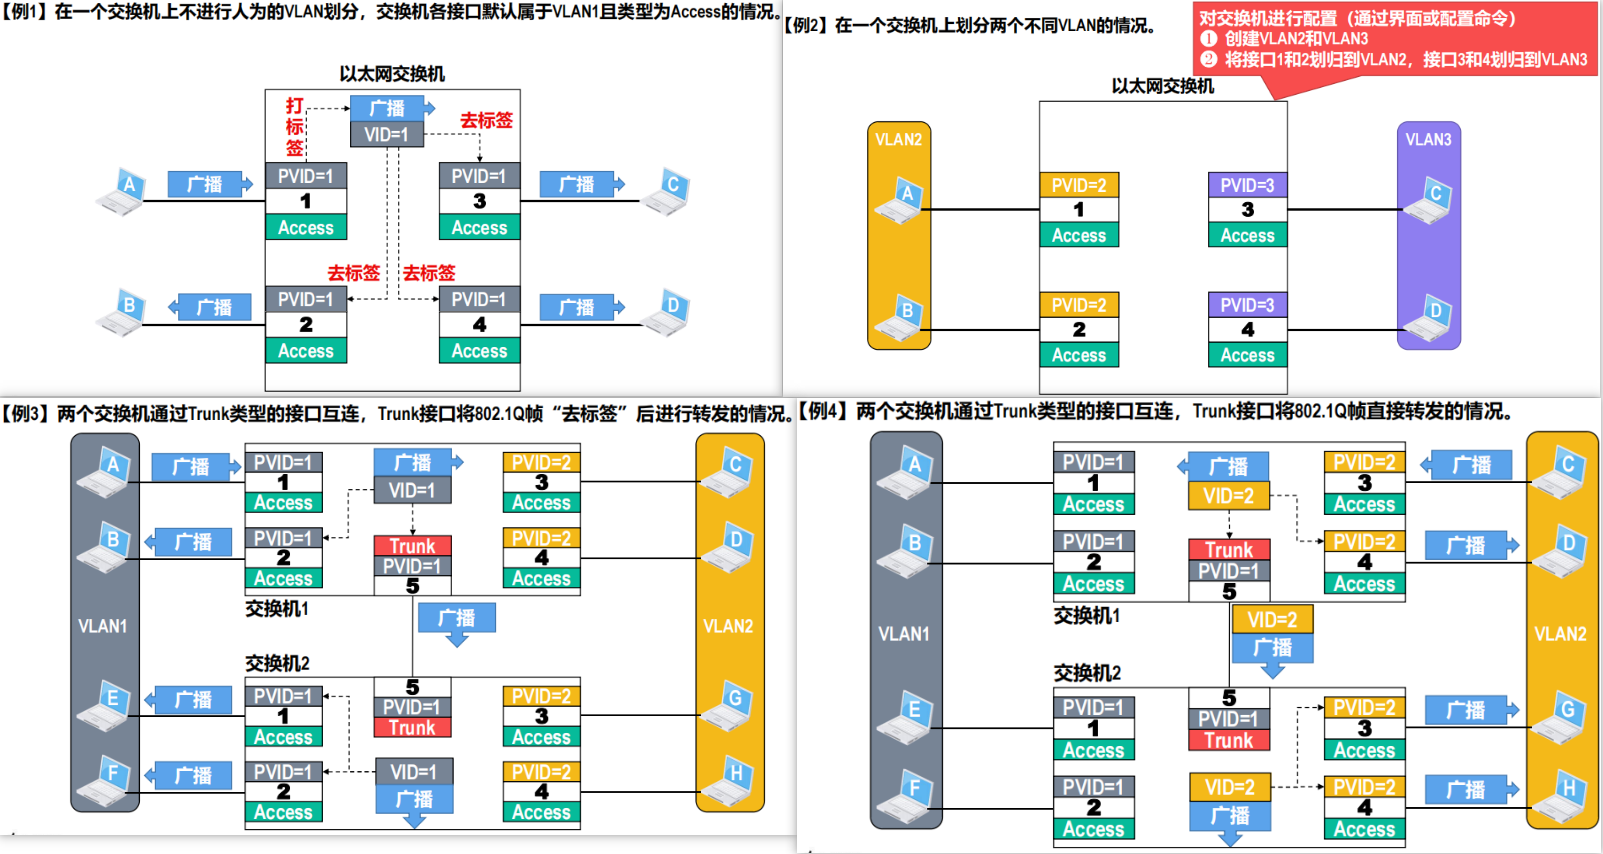 【例1】在一个交换机上不进行人为的VLAN划分，交换机各接口默认属于VLAN1且类型为Access的情况。
以太网交换机
打标签
广播
VID=1
去标签
A
广播
PVID=1
1
Access
PVID=1
3
Access
广播
C
去标签
去标签
B
广播
PVID=1
2
Access
PVID=1
4
Access
广播
D
【例2】在一个交换机上划分两个不同VLAN的情况。
对交换机进行配置（通过界面或配置命令）
❶ 创建VLAN2和VLAN3
❷ 将接口1和2划归到VLAN2，接口3和4划归到VLAN3
以太网交换机
VLAN2
VLAN3
A
PVID=2
1
Access
PVID=3
3
Access
C
B
PVID=2
2
Access
PVID=3
4
Access
D
【例3】两个交换机通过Trunk类型的接口互连，Trunk接口将802.1Q帧“去标签”后进行转发的情况。
A
广播
PVID=1
1
Access
广播
VID=1
PVID=2
3
Access
C
B
广播
PVID=1
2
Access
Trunk
PVID=1
5
PVID=2
4
Access
D
交换机1
广播
VLAN1
VLAN2
交换机2
E
广播
PVID=1
1
Access
5
PVID=1
Trunk
PVID=2
3
Access
G
F
广播
PVID=1
2
Access
VID=1
广播
PVID=2
4
Access
H
【例4】两个交换机通过Trunk类型的接口互连，Trunk接口将802.1Q帧直接转发的情况。
A
PVID=1
1
Access
广播
VID=2
PVID=2
3
Access
广播
C
B
PVID=1
2
Access
Trunk
PVID=1
5
PVID=2
4
Access
广播
D
交换机1
VID=2
广播
VLAN1
VLAN2
交换机2
E
PVID=1
1
Access
5
PVID=1
Trunk
PVID=2
3
Access
广播
G
F
PVID=1
2
Access
VID=2
广播
PVID=2
4
Access
广播
H